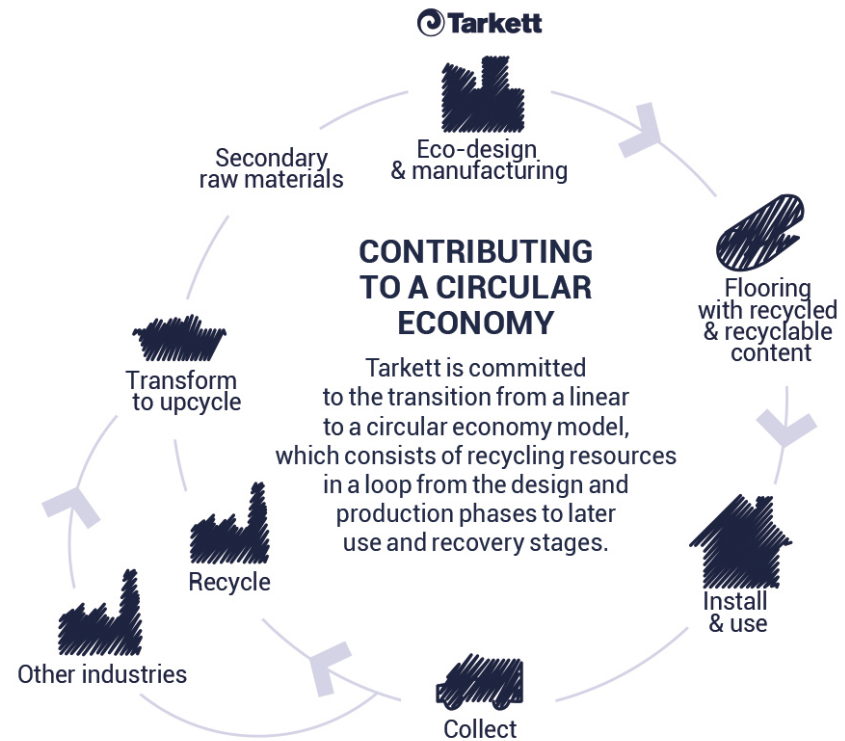 Tarkett
Eco-design
& manufacturing
Secondary
raw materials
CONTRIBUTING
TO A CIRCULAR
ECONOMY
Tarkett is committed
to the transition from a linear
to a circular economy model,
which consists of recycling resources
in a loop from the design and
production phases to later
use and recovery stages.
Flooring
with recycled
& recyclable
content
Install
& use
Collect
Recycle
Other industries
Transform
to upcycle